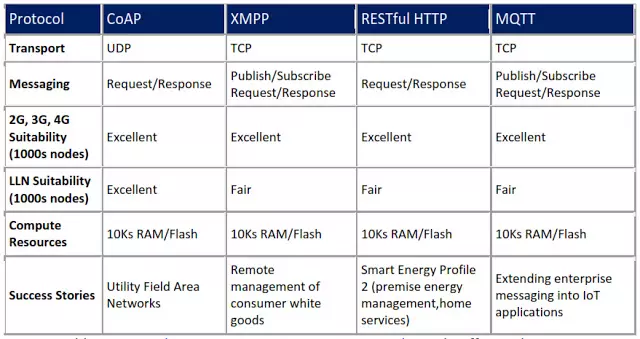 Protocol CoAP XMPP RESTful HTTP MQTT
Transport UDP TCP TCP TCP
Messaging Request/Response Publish/Subscribe Request/Response Request/Response Publish/Subscribe Request/Response
2G, 3G, 4G Suitability (1000s nodes) Excellent Excellent Excellent Excellent
LLN Suitability (1000s nodes) Excellent Fair Fair Fair
Compute Resources 10Ks RAM/Flash 10Ks RAM/Flash 10Ks RAM/Flash 10Ks RAM/Flash
Success Stories Utility Field Area Networks Remote management of consumer white goods Smart Energy Profile 2 (premise energy management,home services) Extending enterprise messaging into IoT applications